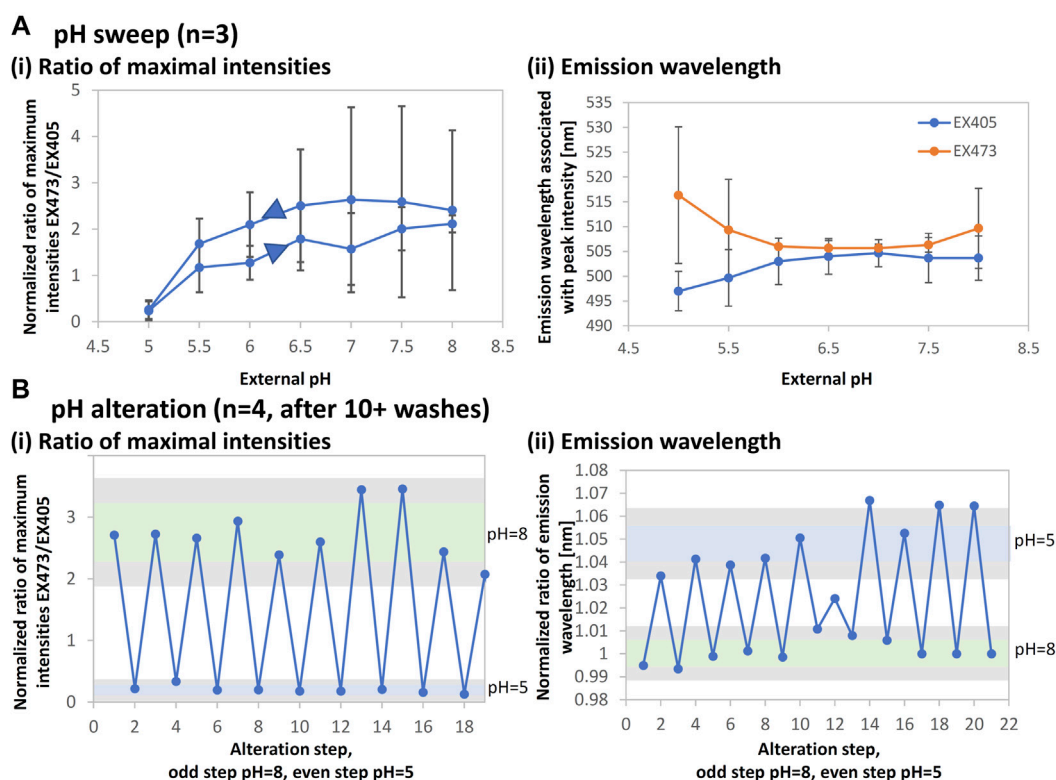 A pH sweep (n=3)
(i) Ratio of maximal intensities
Normalized ratio of maximum
intensities EX473/EX405
5
4
3
2
1
0
4.5 5 5.5 6 6.5 7 7.5 8 8.5
External pH
(ii) Emission wavelength
Emission wavelength associated
with peak intensity [nm]
535
530
525
520
515
510
505
500
495
490
EX405
EX473
4.5 5.5 6.5 7.5 8.5
External pH
B
pH alteration (n=4, after 10+ washes)
(i) Ratio of maximal intensities
Normalized ratio of maximum
intensities EX473/EX405
3
2
1
0
pH=8
pH=5
0 2 4 6 8 10 12 14 16 18
Alteration step,
odd step pH=8, even step pH=5
(ii) Emission wavelength
Normalized ratio of emission
wavelength [nm]
1.08
1.07
1.06
1.05
1.04
1.03
1.02
1.01
1
0.99
0.98
pH=5
pH=8
0 2 4 6 8 10 12 14 16 18 20 22
Alteration step,
odd step pH=8, even step pH=5